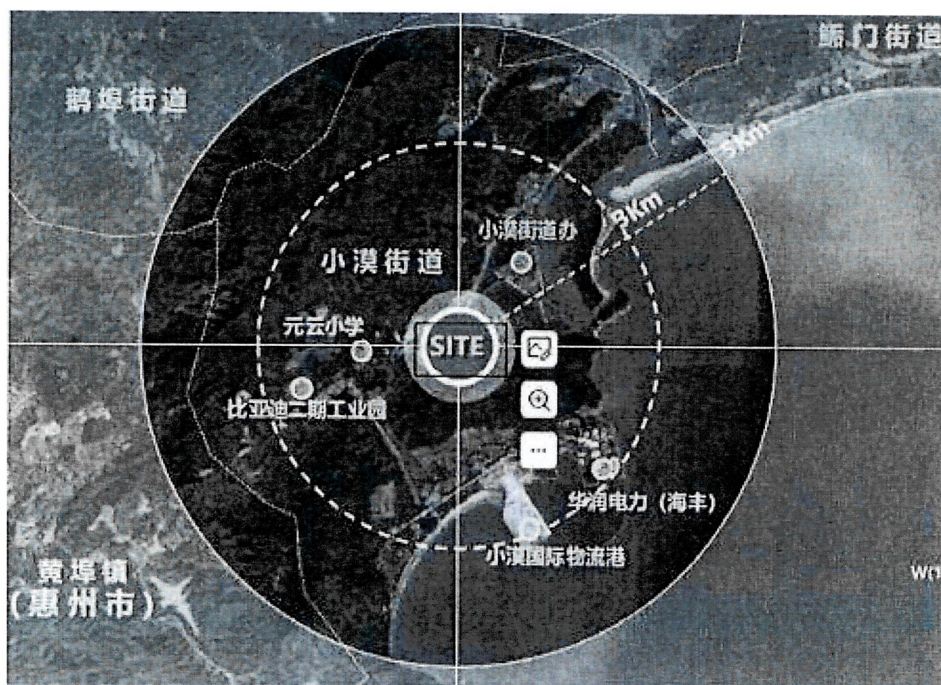 鲘门街道
鹅埠街道
5Km
3Km
小漠街道办
小漠街道
元云小学
SITE
比亚迪二期工业园
华润电力（海丰）
小漠国际物流港
黄埠镇
（惠州市）